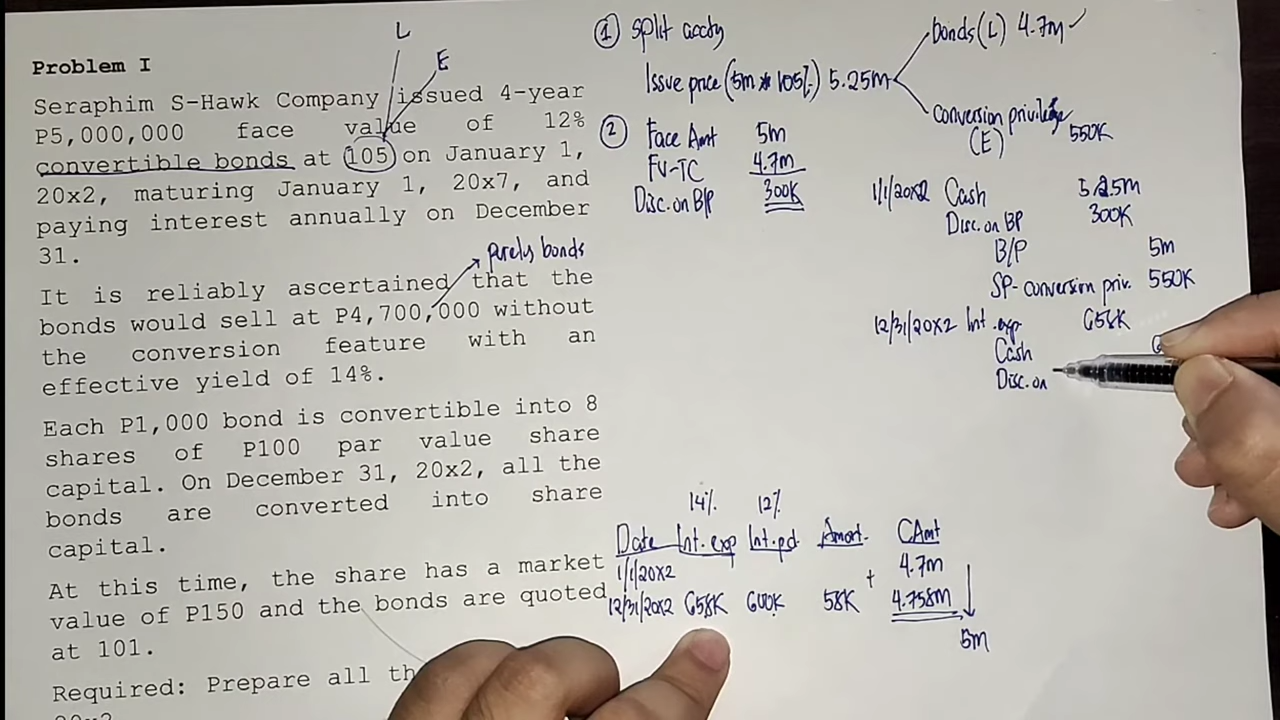 Problem I
Seraphim S-Hawk Company issued 4-year
P5,000,000 face value of 12%
convertible bonds at 105 on January 1,
20x2, maturing January 1, 20x7, and
paying interest annually on December
31.
It is reliably ascertained that the
bonds would sell at P4,700,000 without
the conversion feature with an
effective yield of 14%.
Each P1,000 bond is convertible into 8
shares of P100 par value share
capital. On December 31, 20x2, all the
bonds are converted into share
capital.
At this time, the share has a market
value of P150 and the bonds are quoted
at 101.
Required: Prepare all
L
E
purely bonds
① split acctg
Issue price (5m * 105%) 5.25m
bonds (L) 4.7m ✓
conversion privilege
(E) 550K
② Face Amt 5m
FV-TC 4.7m
Disc. on B/P 300K
1/1/20x2 Cash 5.25m
Disc. on BP 300K
B/P 5m
SP-conversion priv. 550K
12/31/20x2 Int. exp 658K
Cash
Disc. on
14% 12%
Date Int. exp Int. pd Amort. CAmt
1/1/20x2 4.7m
12/31/20x2 658K 600K 58K + 4.758M
5m